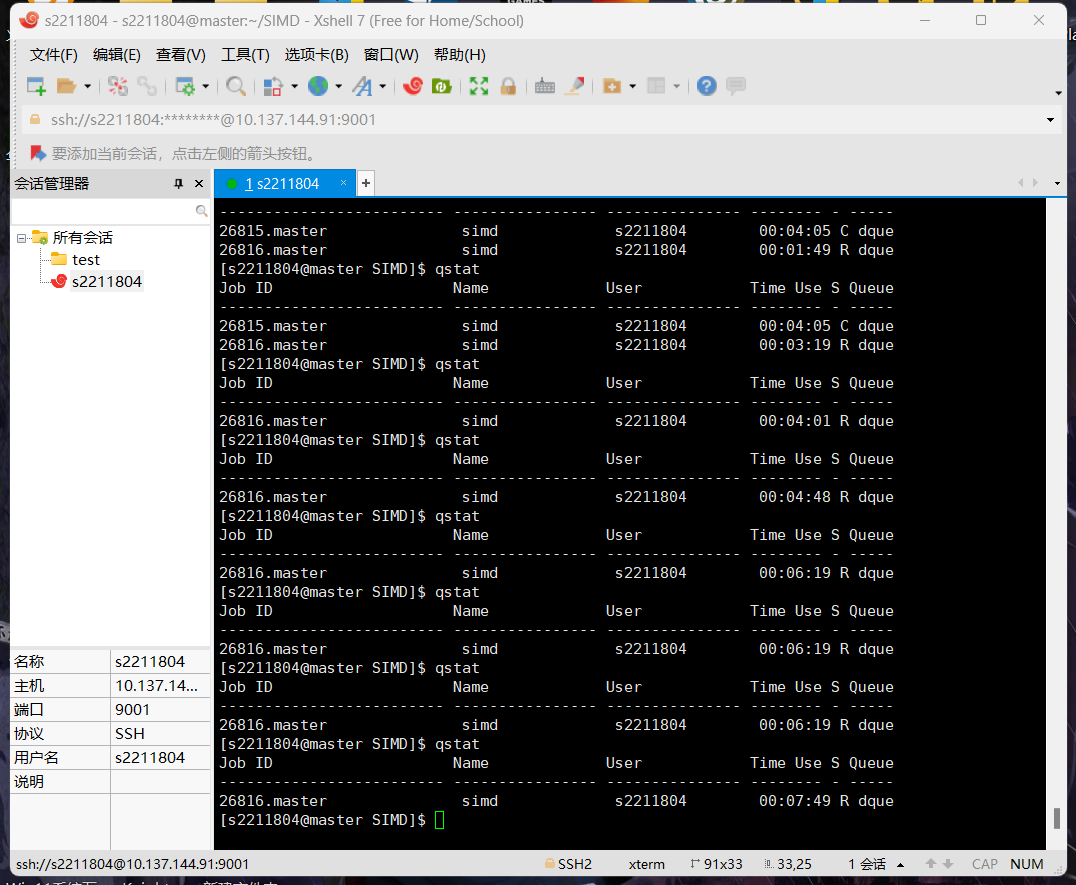 s2211804 - s2211804@master:~/SIMD - Xshell 7 (Free for Home/School)
文件(F) 编辑(E) 查看(V) 工具(T) 选项卡(B) 窗口(W) 帮助(H)
ssh://s2211804:********@10.137.144.91:9001
要添加当前会话，点击左侧的箭头按钮。
会话管理器
1 s2211804
所有会话
test
s2211804
名称 s2211804
主机 10.137.14...
端口 9001
协议 SSH
用户名 s2211804
说明
------------------------- ---------------- --------------- -------- - -----
26815.master simd s2211804 00:04:05 C dque
26816.master simd s2211804 00:01:49 R dque
[s2211804@master SIMD]$ qstat
Job ID Name User Time Use S Queue
------------------------- ---------------- --------------- -------- - -----
26815.master simd s2211804 00:04:05 C dque
26816.master simd s2211804 00:03:19 R dque
[s2211804@master SIMD]$ qstat
Job ID Name User Time Use S Queue
------------------------- ---------------- --------------- -------- - -----
26816.master simd s2211804 00:04:01 R dque
[s2211804@master SIMD]$ qstat
Job ID Name User Time Use S Queue
------------------------- ---------------- --------------- -------- - -----
26816.master simd s2211804 00:04:48 R dque
[s2211804@master SIMD]$ qstat
Job ID Name User Time Use S Queue
------------------------- ---------------- --------------- -------- - -----
26816.master simd s2211804 00:06:19 R dque
[s2211804@master SIMD]$ qstat
Job ID Name User Time Use S Queue
------------------------- ---------------- --------------- -------- - -----
26816.master simd s2211804 00:06:19 R dque
[s2211804@master SIMD]$ qstat
Job ID Name User Time Use S Queue
------------------------- ---------------- --------------- -------- - -----
26816.master simd s2211804 00:06:19 R dque
[s2211804@master SIMD]$ qstat
Job ID Name User Time Use S Queue
------------------------- ---------------- --------------- -------- - -----
26816.master simd s2211804 00:07:49 R dque
[s2211804@master SIMD]$
ssh://s2211804@10.137.144.91:9001 SSH2 xterm 91x33 33,25 1 会话 CAP NUM